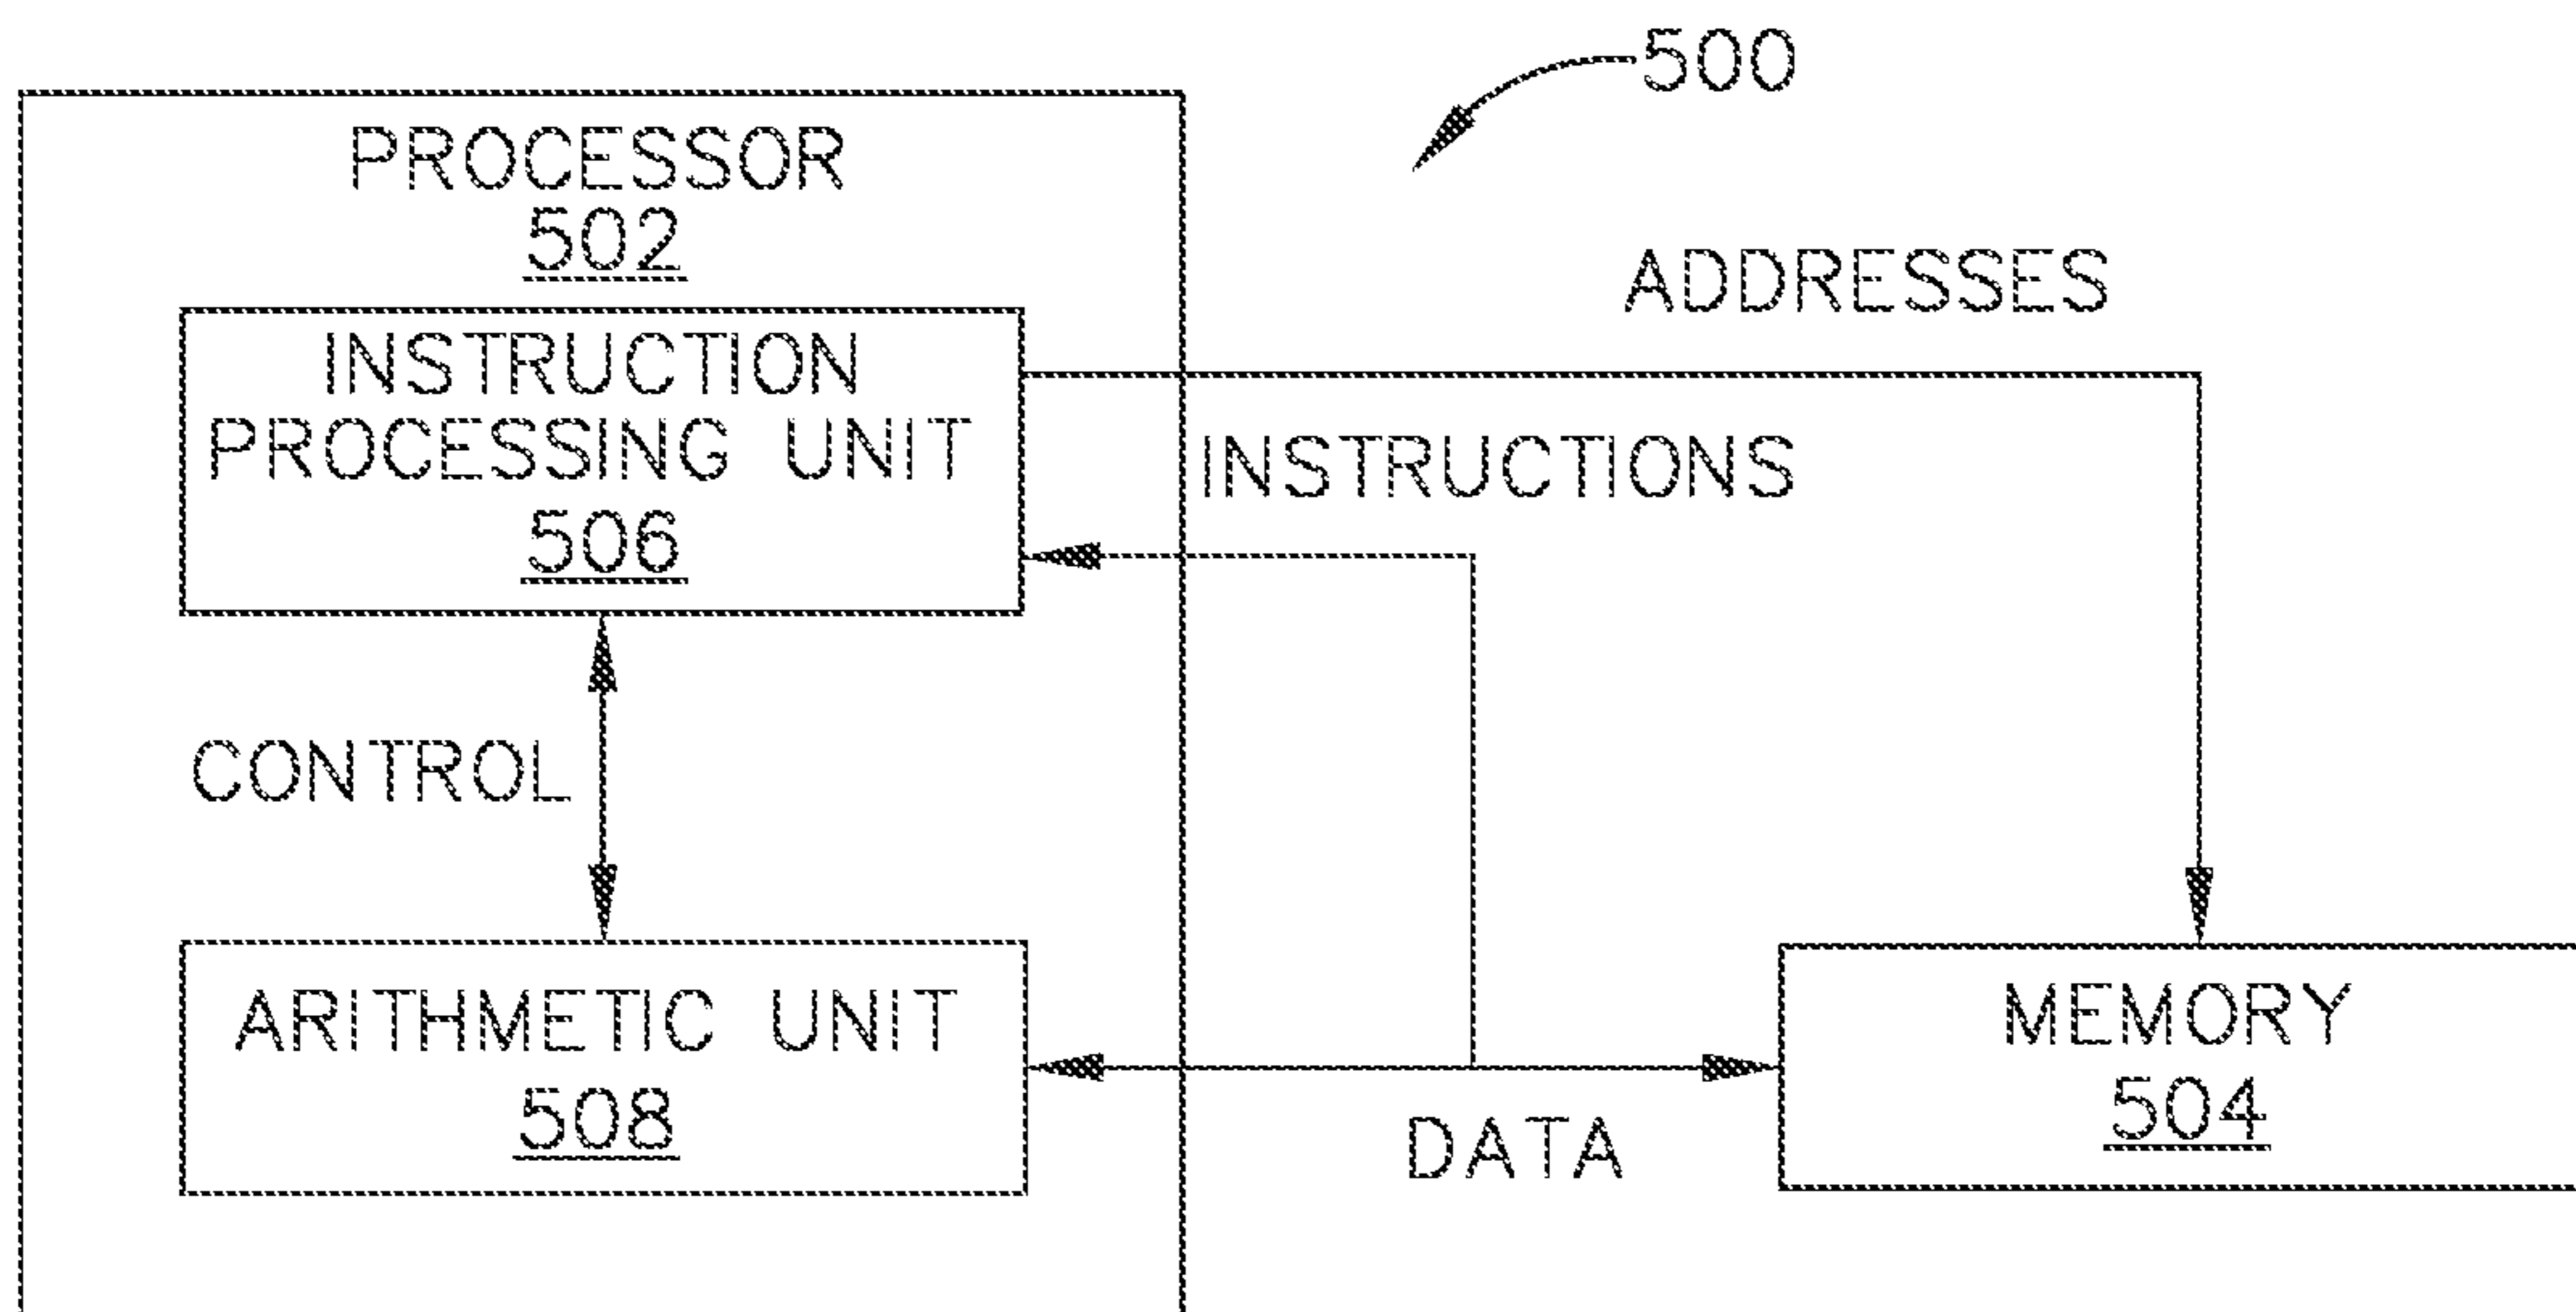 500
PROCESSOR
502
ADDRESSES
INSTRUCTION
PROCESSING UNIT
506
INSTRUCTIONS
CONTROL
ARITHMETIC UNIT
508
DATA
MEMORY
504